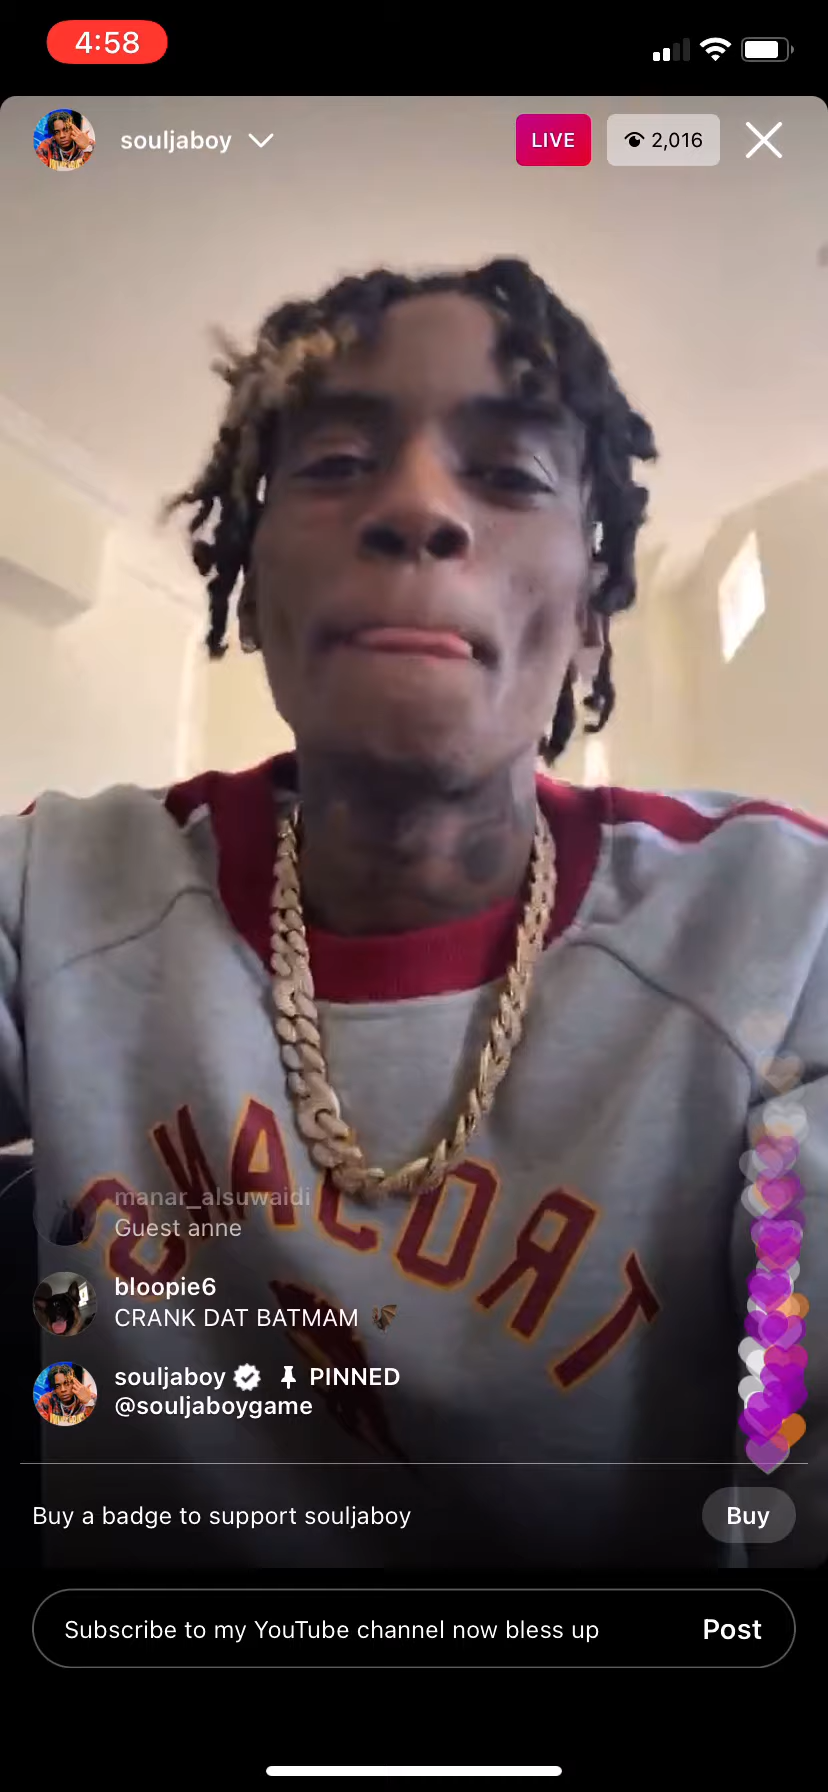 4:58
souljaboy
LIVE
2,016
TROJANS
manar_alsuwaidi
Guest anne
bloopie6
CRANK DAT BATMAM
souljaboy PINNED
@souljaboygame
Buy a badge to support souljaboy
Buy
Subscribe to my YouTube channel now bless up
Post